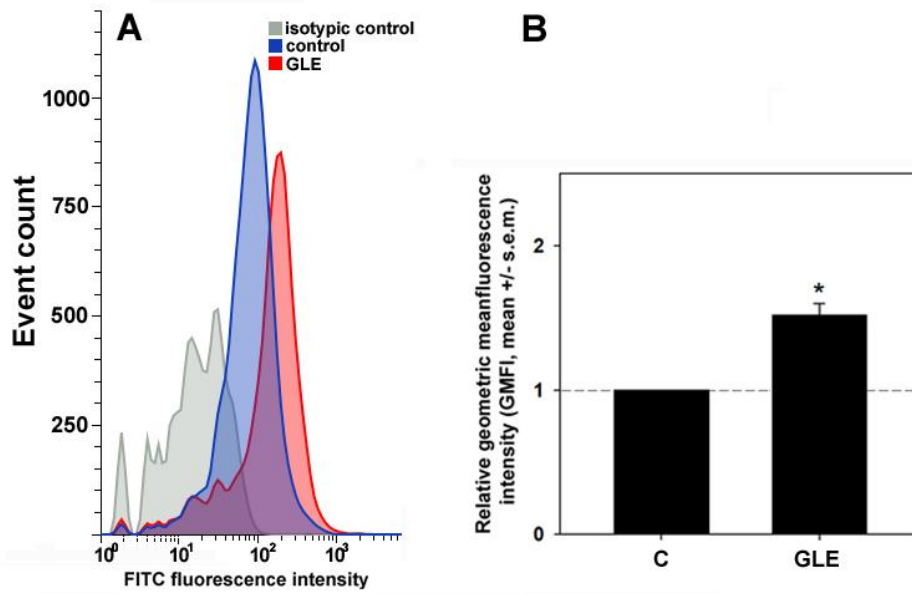 A
isotypic control
control
GLE
Event count
1000
750
500
250
10⁰ 10¹ 10² 10³
FITC fluorescence intensity
B
Relative geometric meanfluorescence
intensity (GMFI, mean +/- s.e.m.)
2
1
0
*
C GLE